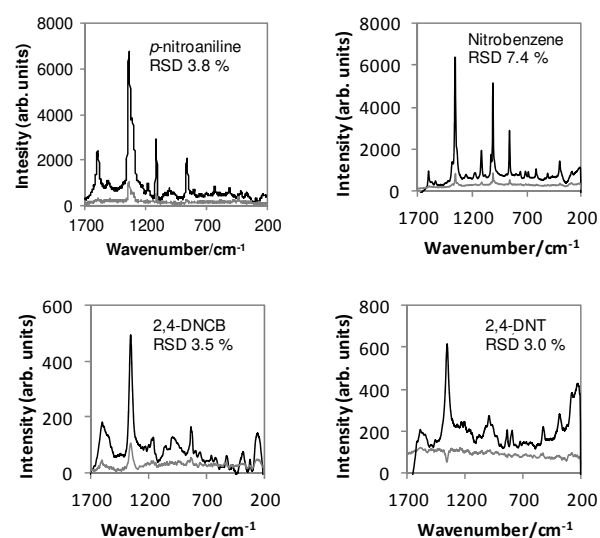 p-nitroaniline
RSD 3.8 %
8000
6000
4000
2000
0
Intesity (arb. units)
1700 1200 700 200
Wavenumber/cm-1
Nitrobenzene
RSD 7.4 %
8000
6000
4000
2000
0
Intensity (arb. units)
1700 1200 700 200
Wavenumber/cm-1
2,4-DNCB
RSD 3.5 %
600
400
200
0
Intensity (arb. units)
1700 1200 700 200
Wavenumber/cm-1
2,4-DNT
RSD 3.0 %
800
600
400
200
0
Intensity (arb. units)
1700 1200 700 200
Wavenumber/cm-1